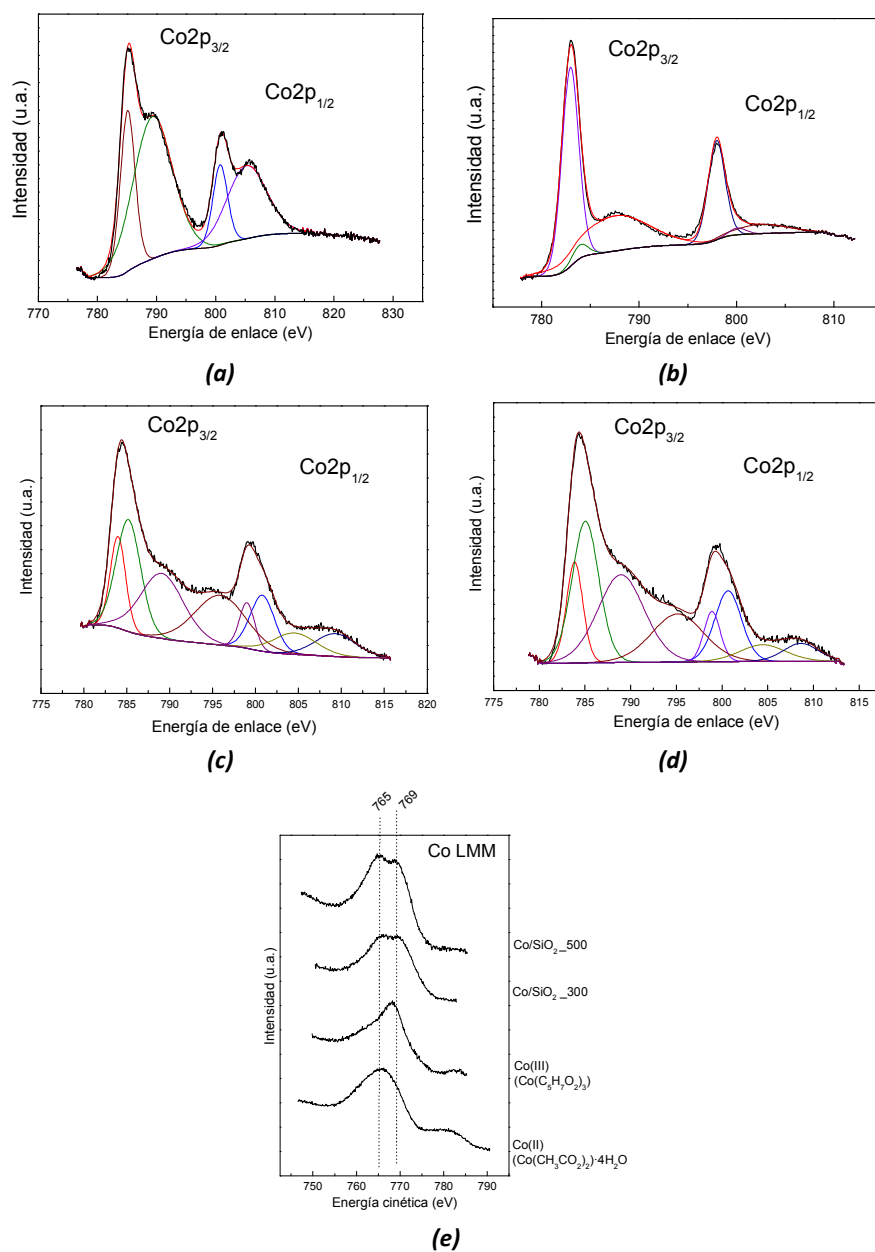 Co2p3/2
Co2p1/2
Intensidad (u.a.)
770 780 790 800 810 820 830
Energía de enlace (eV)
(a)
Co2p3/2
Co2p1/2
Intensidad (u.a.)
780 790 800 810
Energía de enlace (eV)
(b)
Co2p3/2
Co2p1/2
Intensidad (u.a.)
775 780 785 790 795 800 805 810 815 820
Energía de enlace (eV)
(c)
Co2p3/2
Co2p1/2
Intensidad (u.a.)
775 780 785 790 795 800 805 810 815
Energía de enlace (eV)
(d)
765 769
Co LMM
Intensidad (u.a.)
Co/SiO2_500
Co/SiO2_300
Co(III)
(Co(C5H7O2)3)
Co(II)
(Co(CH3CO2)2)·4H2O
750 760 770 780 790
Energía cinética (eV)
(e)